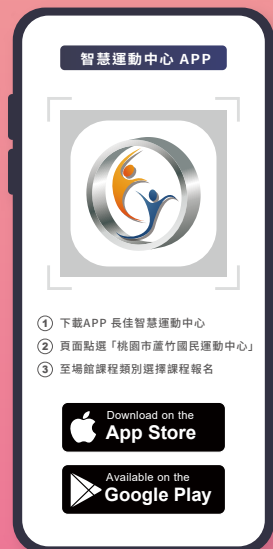 智慧運動中心 APP
① 下載APP 長佳智慧運動中心
② 頁面點選「桃園市蘆竹國民運動中心」
③ 至場館課程類別選擇課程報名
Download on the
App Store
Available on the
Google Play